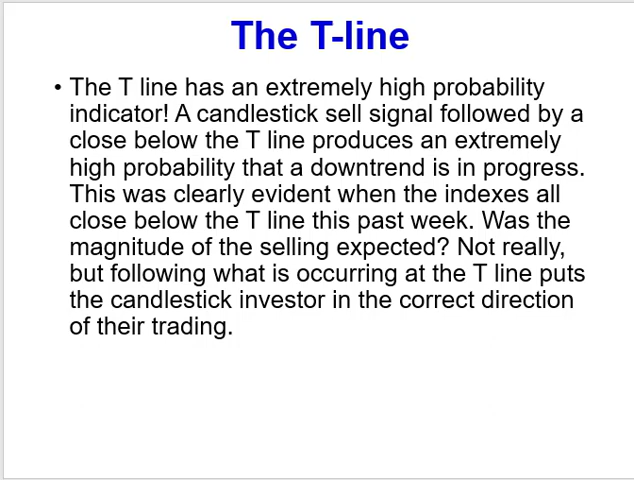 The T-line
• The T line has an extremely high probability
indicator! A candlestick sell signal followed by a
close below the T line produces an extremely
high probability that a downtrend is in progress.
This was clearly evident when the indexes all
close below the T line this past week. Was the
magnitude of the selling expected? Not really,
but following what is occurring at the T line puts
the candlestick investor in the correct direction
of their trading.